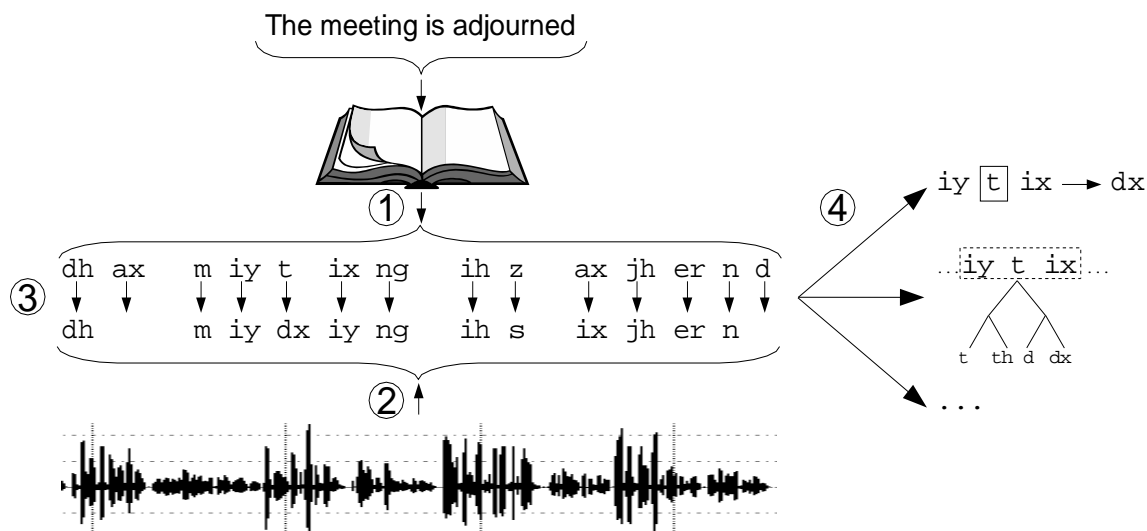 The meeting is adjourned
①
④
iy t ix → dx
③
dh ax m iy t ix ng ih z ax jh er n d
dh m iy dx iy ng ih s ix jh er n
... iy t ix ...
t th d dx
②
...